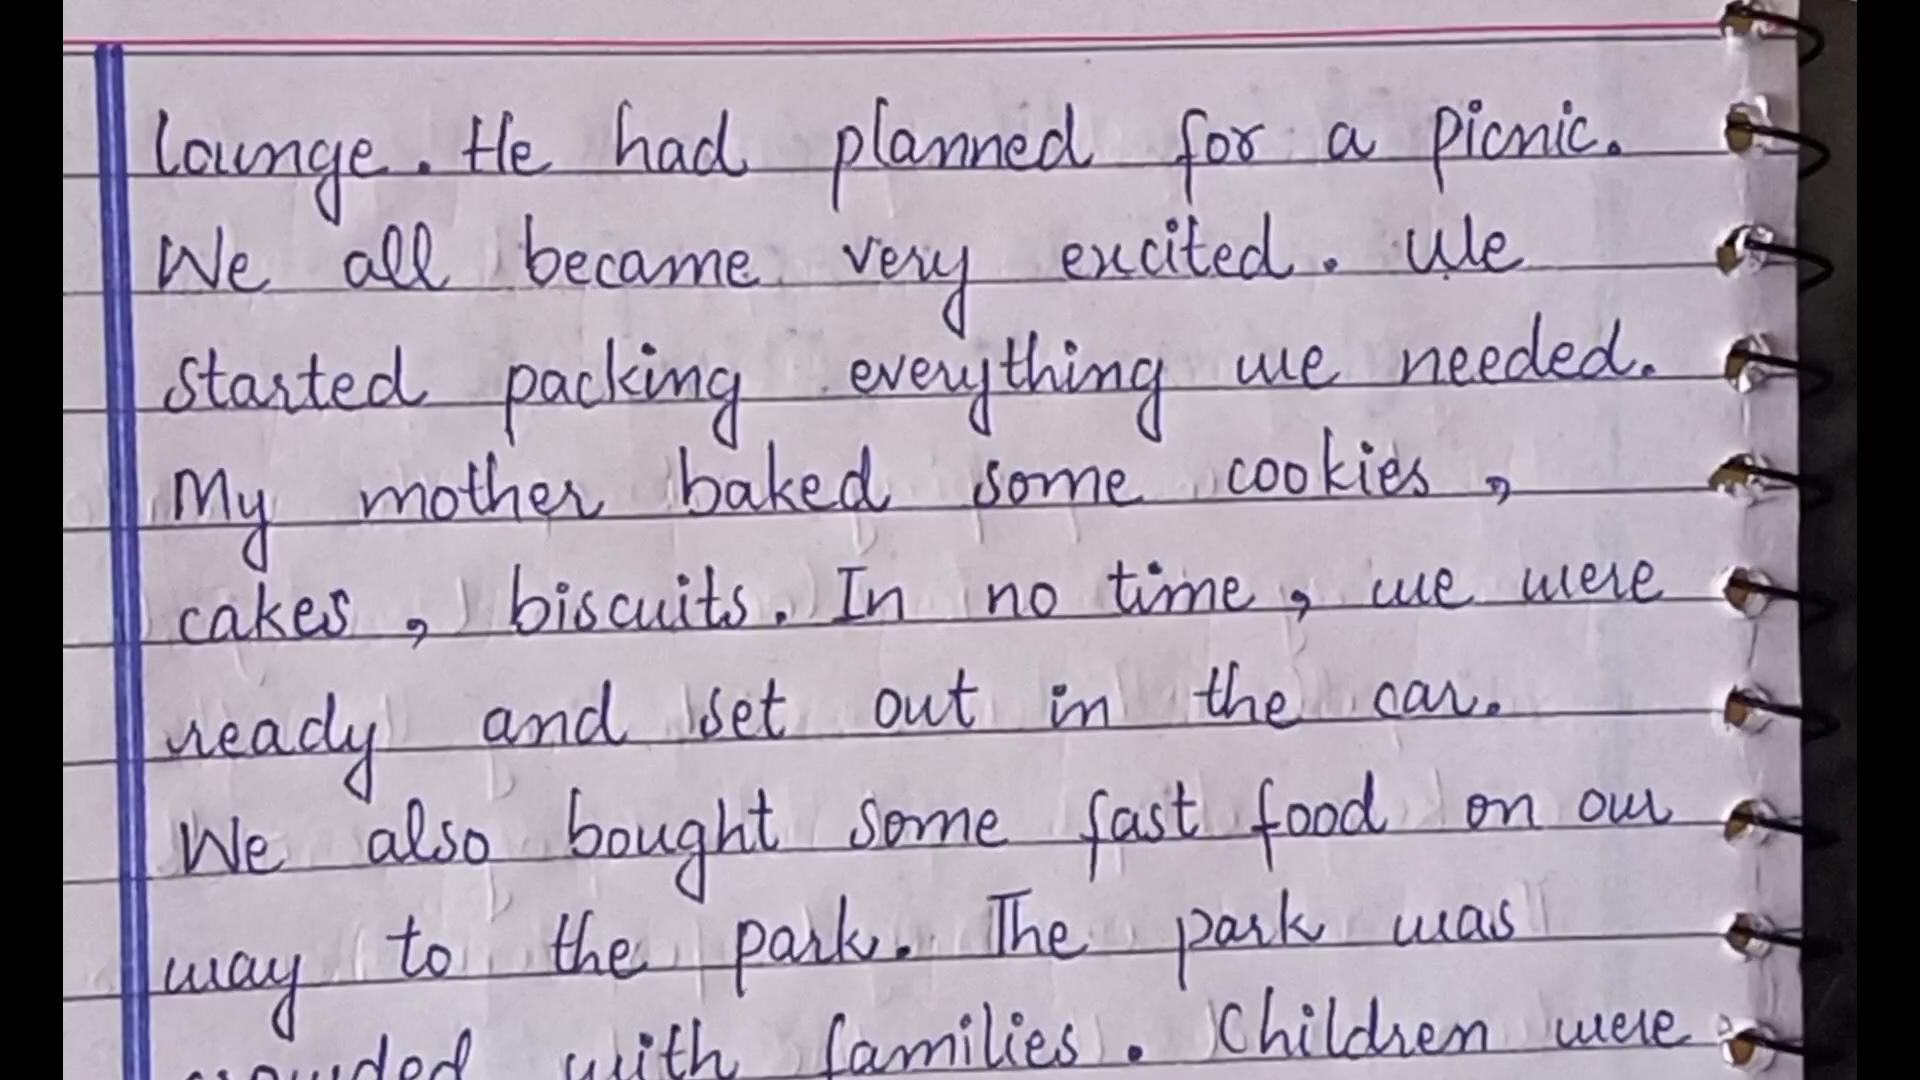 lounge. He had planned for a picnic.
We all became very excited. We
started packing everything we needed.
My mother baked some cookies,
cakes, biscuits. In no time, we were
ready and set out in the car.
We also bought some fast food on our
way to the park. The park was
crowded with families. Children were